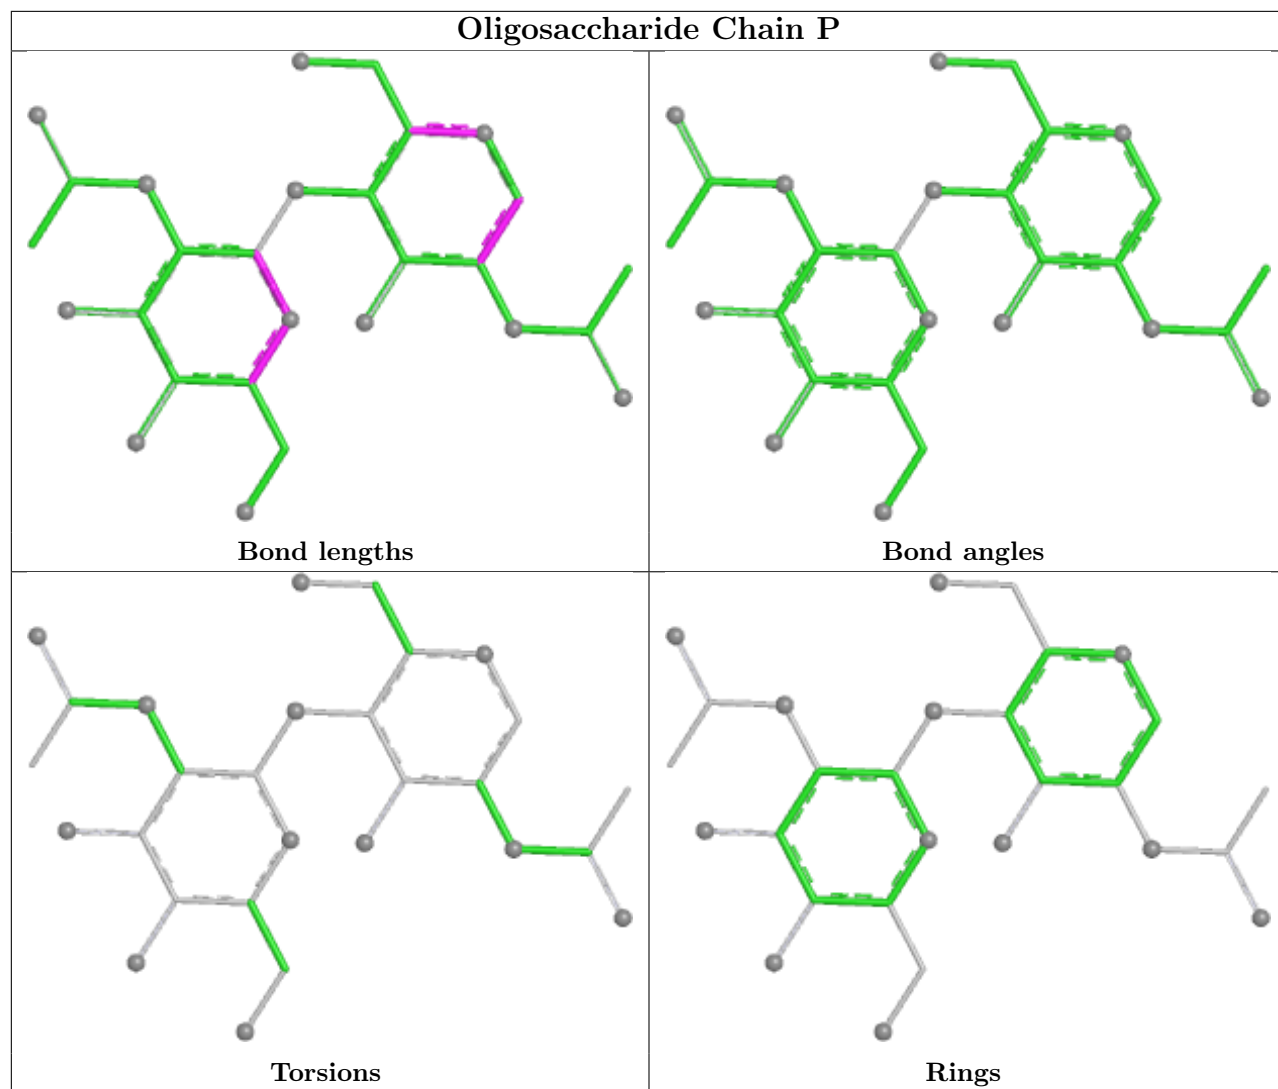 Oligosaccharide Chain P
Bond lengths
Bond angles
Torsions
Rings